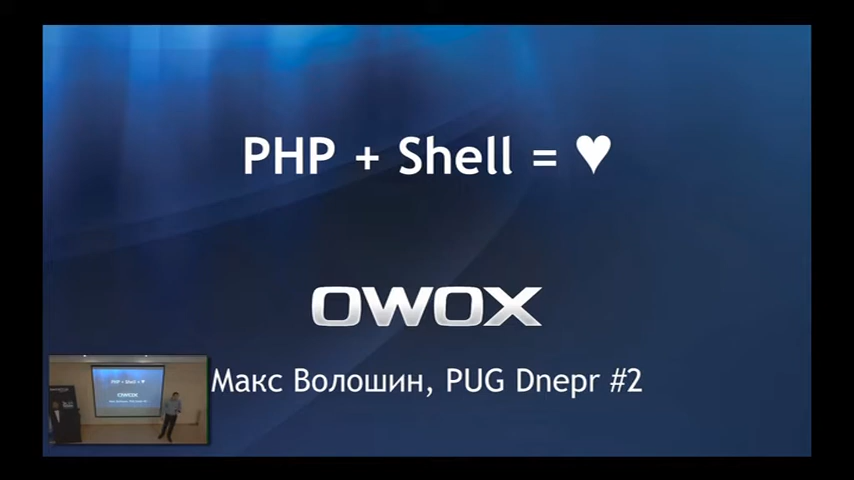 PHP + Shell = ♥
OWOX
Макс Волошин, PUG Dnepr #2